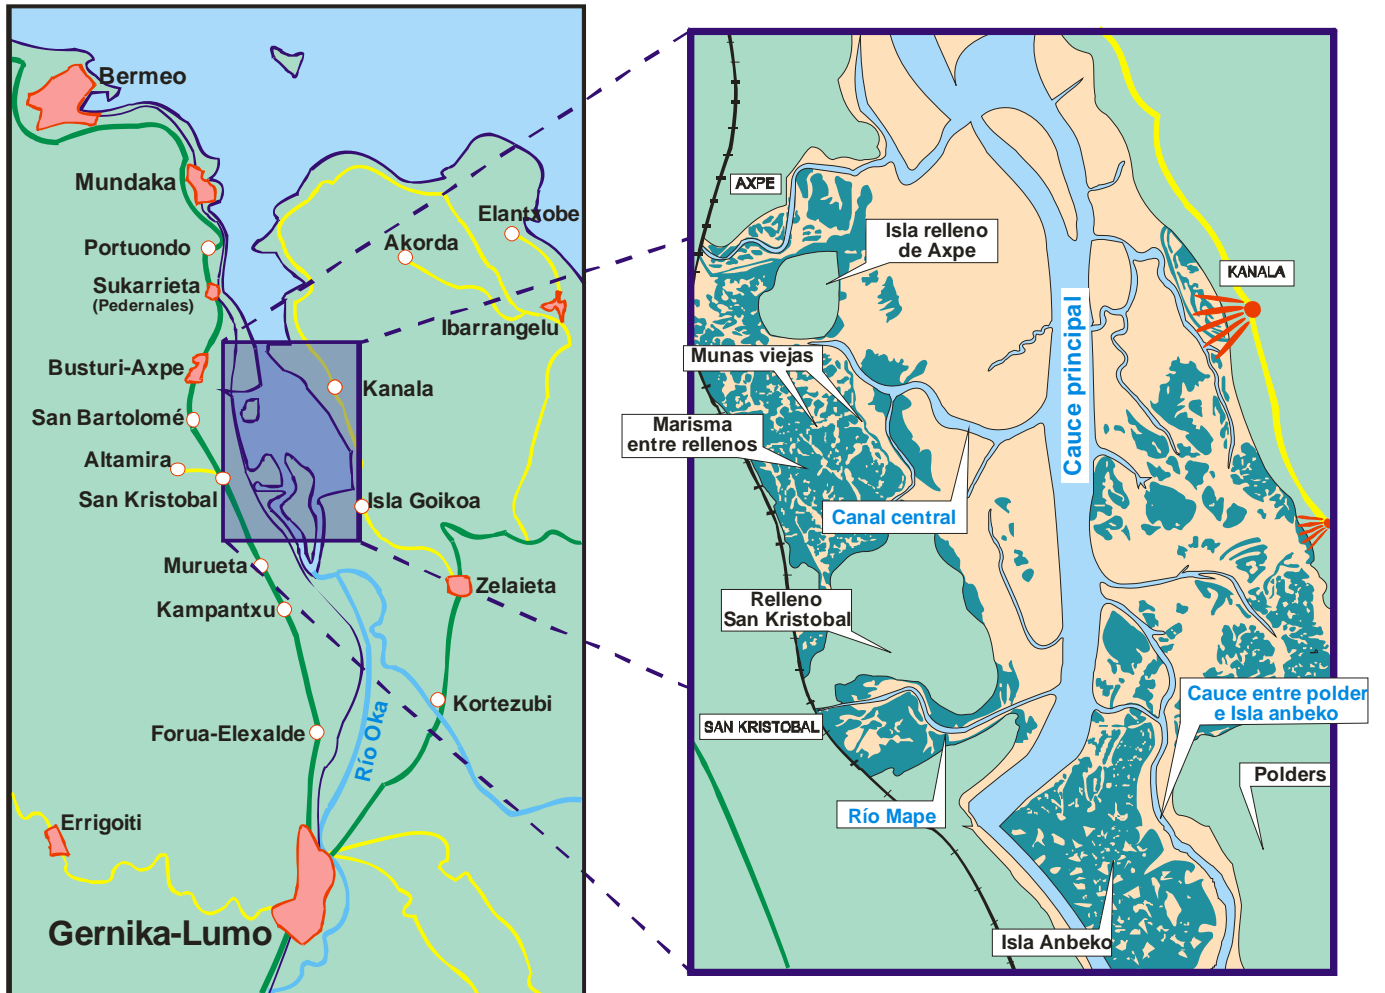 Bermeo
Mundaka
Portuondo
Sukarrieta
(Pedernales)
Busturi-Axpe
San Bartolomé
Altamira
San Kristobal
Murueta
Kampantxu
Forua-Elexalde
Errigoiti
Gernika-Lumo
Elantxobe
Akorda
Ibarrangelu
Kanala
Isla Goikoa
Zelaieta
Kortezubi
Río Oka
AXPE
Isla relleno
de Axpe
KANALA
Munas viejas
Marisma
entre rellenos
Cauce principal
Canal central
Relleno
San Kristobal
SAN KRISTOBAL
Cauce entre polder
e Isla anbeko
Polders
Río Mape
Isla Anbeko